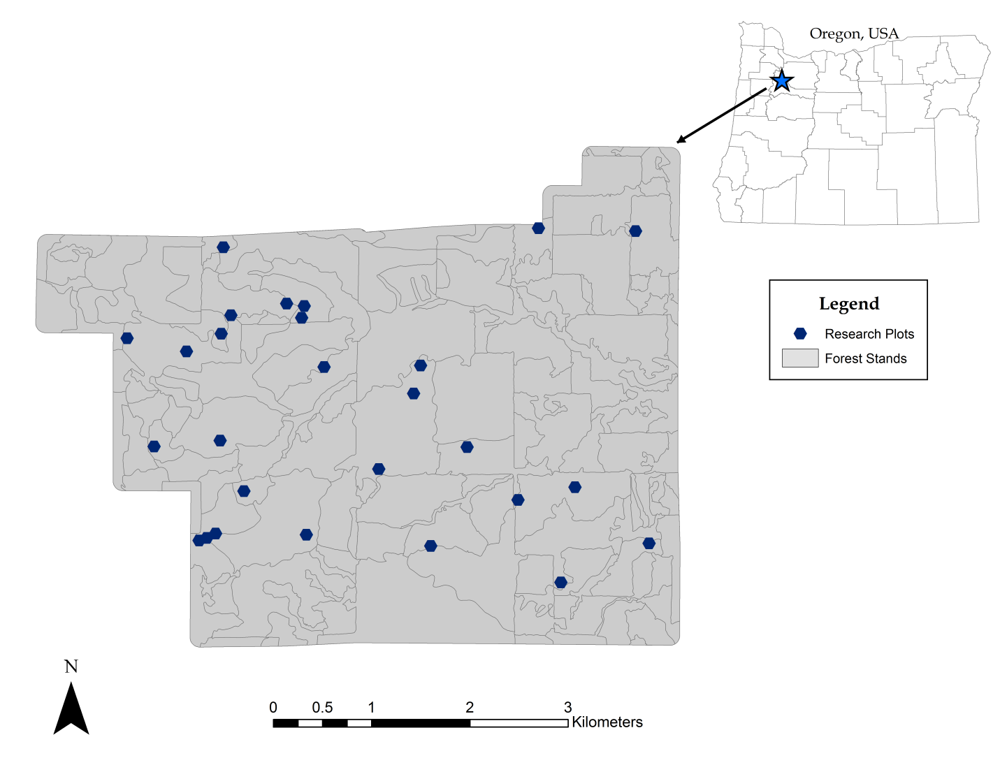 Oregon, USA
Legend
Research Plots
Forest Stands
N
0 0.5 1 2 3
Kilometers